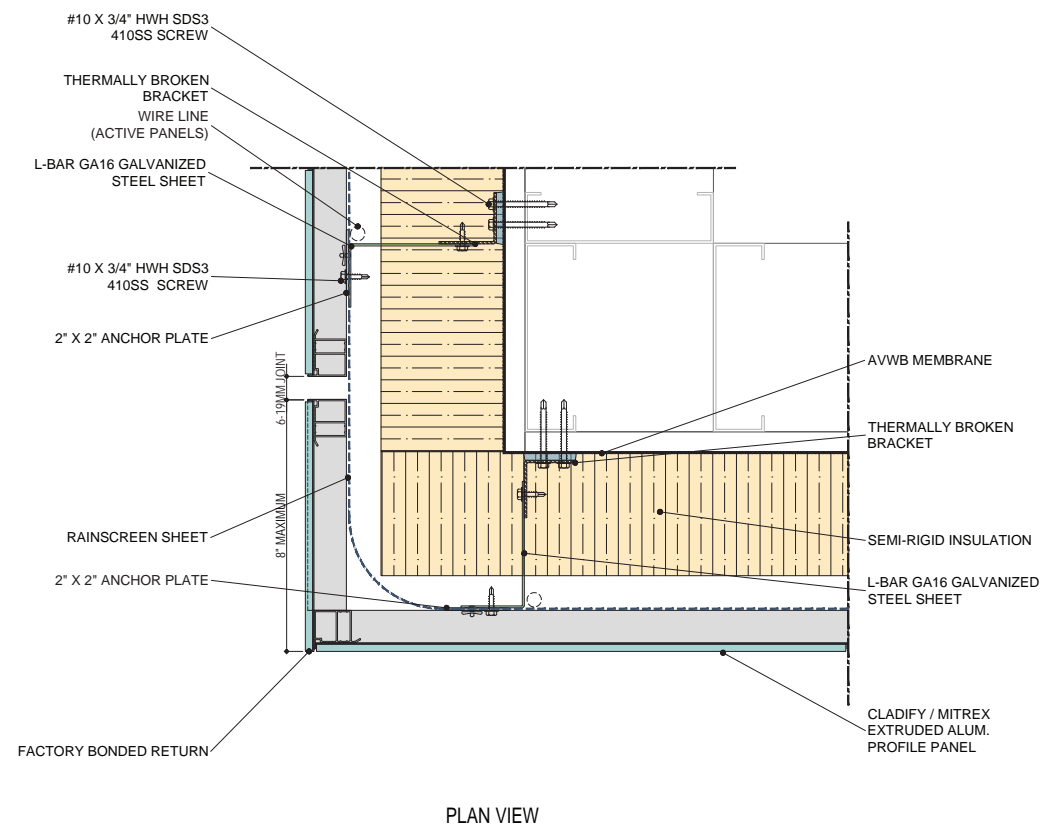 #10 X 3/4" HWH SDS3
410SS SCREW
THERMALLY BROKEN
BRACKET
WIRE LINE
(ACTIVE PANELS)
L-BAR GA16 GALVANIZED
STEEL SHEET
#10 X 3/4" HWH SDS3
410SS SCREW
2" X 2" ANCHOR PLATE
6-19MM JOINT
8" MAXIMUM
RAINSCREEN SHEET
2" X 2" ANCHOR PLATE
FACTORY BONDED RETURN
AVWB MEMBRANE
THERMALLY BROKEN
BRACKET
SEMI-RIGID INSULATION
L-BAR GA16 GALVANIZED
STEEL SHEET
CLADIFY / MITREX
EXTRUDED ALUM.
PROFILE PANEL
PLAN VIEW